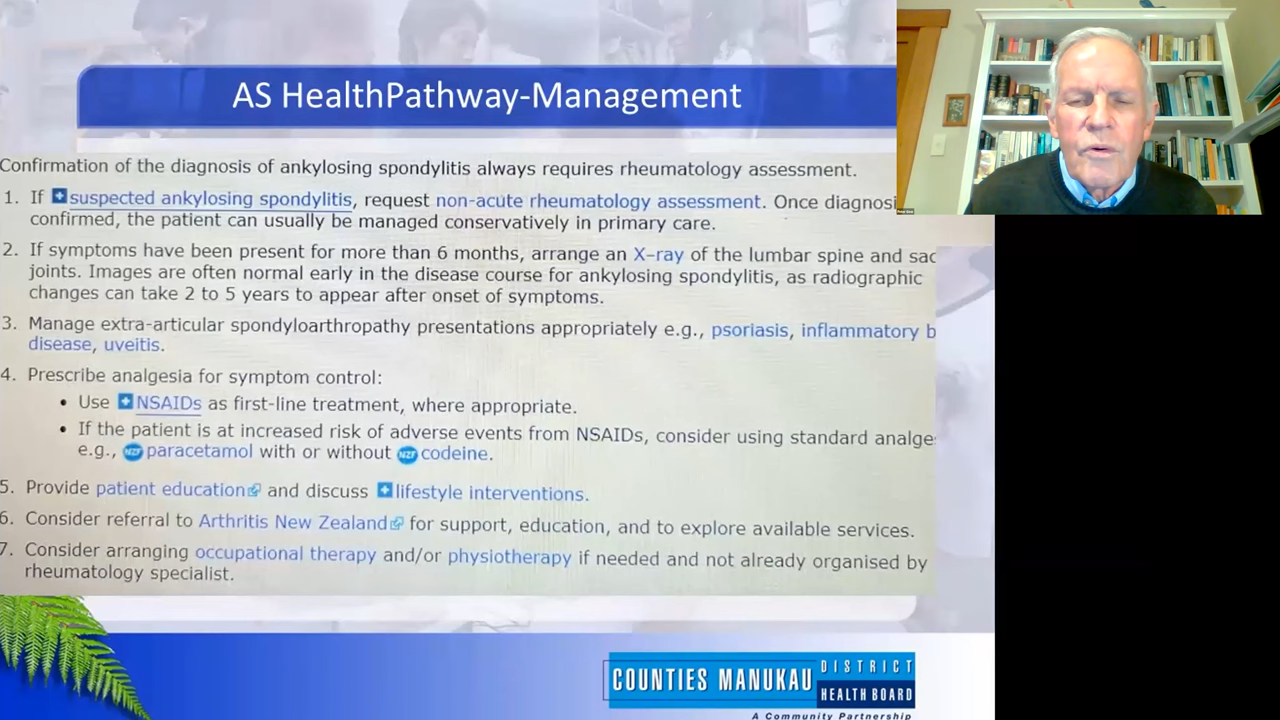 AS HealthPathway-Management
Confirmation of the diagnosis of ankylosing spondylitis always requires rheumatology assessment.
1. If suspected ankylosing spondylitis, request non-acute rheumatology assessment. Once diagnosi
confirmed, the patient can usually be managed conservatively in primary care.
2. If symptoms have been present for more than 6 months, arrange an X-ray of the lumbar spine and sac
joints. Images are often normal early in the disease course for ankylosing spondylitis, as radiographic
changes can take 2 to 5 years to appear after onset of symptoms.
3. Manage extra-articular spondyloarthropathy presentations appropriately e.g., psoriasis, inflammatory b
disease, uveitis.
4. Prescribe analgesia for symptom control:
• Use NSAIDs as first-line treatment, where appropriate.
• If the patient is at increased risk of adverse events from NSAIDs, consider using standard analge
e.g., NZF paracetamol with or without NZF codeine.
5. Provide patient education and discuss lifestyle interventions.
6. Consider referral to Arthritis New Zealand for support, education, and to explore available services.
7. Consider arranging occupational therapy and/or physiotherapy if needed and not already organised by
rheumatology specialist.
COUNTIES MANUKAU
DISTRICT
HEALTH BOARD
A Community Partnership